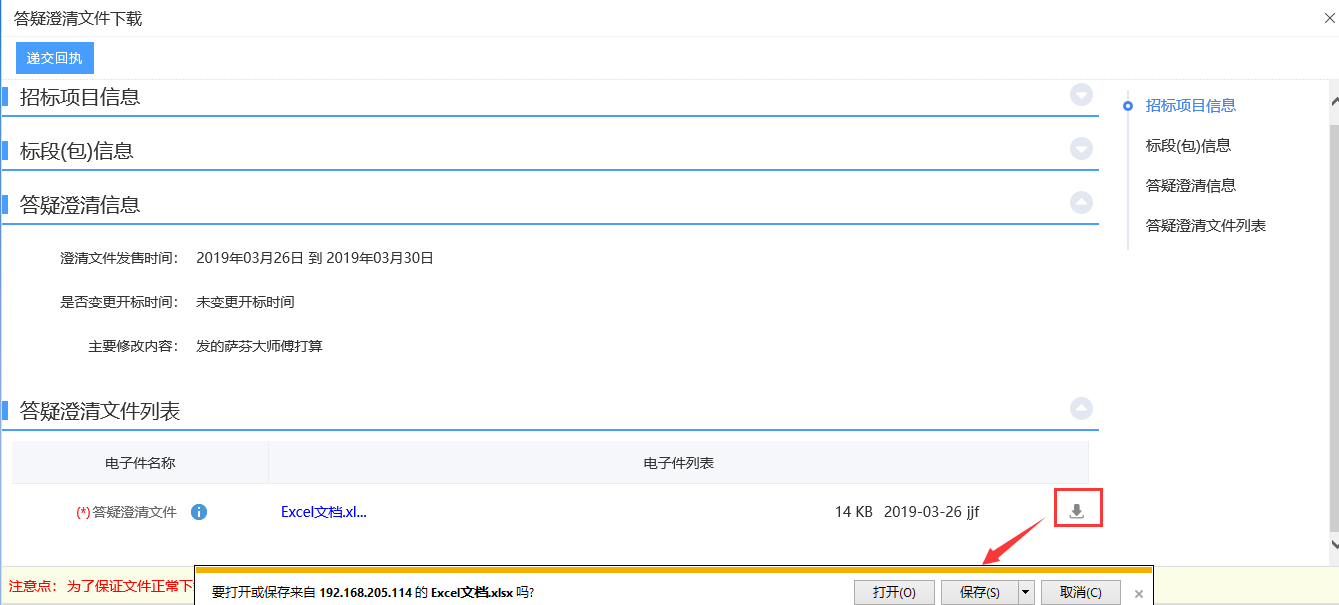 答疑澄清文件下载
递交回执
招标项目信息
标段(包)信息
答疑澄清信息
澄清文件发售时间： 2019年03月26日 到 2019年03月30日
是否变更开标时间： 未变更开标时间
主要修改内容： 发的萨芬大师傅打算
答疑澄清文件列表
电子件名称 电子件列表
(*)答疑澄清文件 Excel文档.xl... 14 KB 2019-03-26 jjf
招标项目信息
标段(包)信息
答疑澄清信息
答疑澄清文件列表
注意点： 为了保证文件正常下
要打开或保存来自 192.168.205.114 的 Excel文档.xlsx 吗?
打开(O) 保存(S) 取消(C)